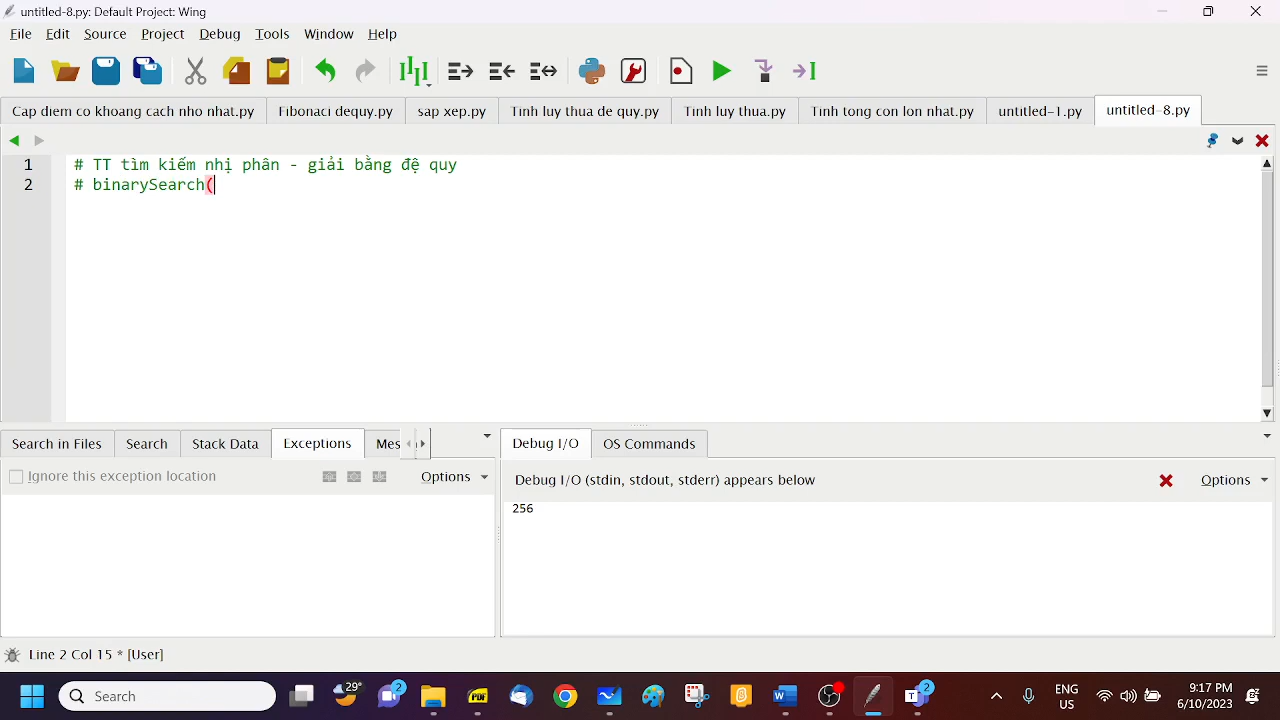 untitled-8.py: Default Project: Wing
File Edit Source Project Debug Tools Window Help
Cap diem co khoang cach nho nhat.py Fibonaci dequy.py sap xep.py Tinh luy thua de quy.py Tinh luy thua.py Tinh tong con lon nhat.py untitled-1.py untitled-8.py
1 # TT tìm kiếm nhị phân - giải bằng đệ quy
2 # binarySearch(
Search in Files Search Stack Data Exceptions Mes Debug I/O OS Commands
Ignore this exception location Options Debug I/O (stdin, stdout, stderr) appears below Options
256
Line 2 Col 15 * [User]
Search 29° 2 PDF 2 ENG US 9:17 PM 6/10/2023